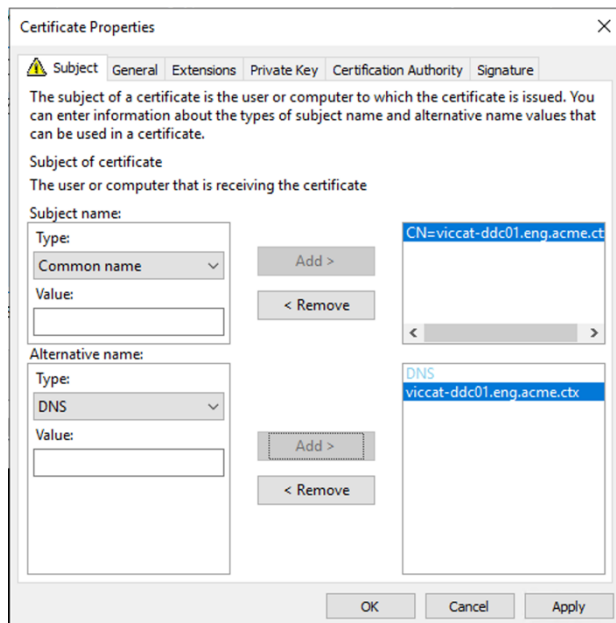 Certificate Properties
Subject
General
Extensions
Private Key
Certification Authority
Signature
The subject of a certificate is the user or computer to which the certificate is issued. You
can enter information about the types of subject name and alternative name values that
can be used in a certificate.
Subject of certificate
The user or computer that is receiving the certificate
Subject name:
Type:
Common name
Value:
Add >
< Remove
CN=viccat-ddc01.eng.acme.ct
Alternative name:
Type:
DNS
Value:
Add >
< Remove
DNS
viccat-ddc01.eng.acme.ctx
OK
Cancel
Apply